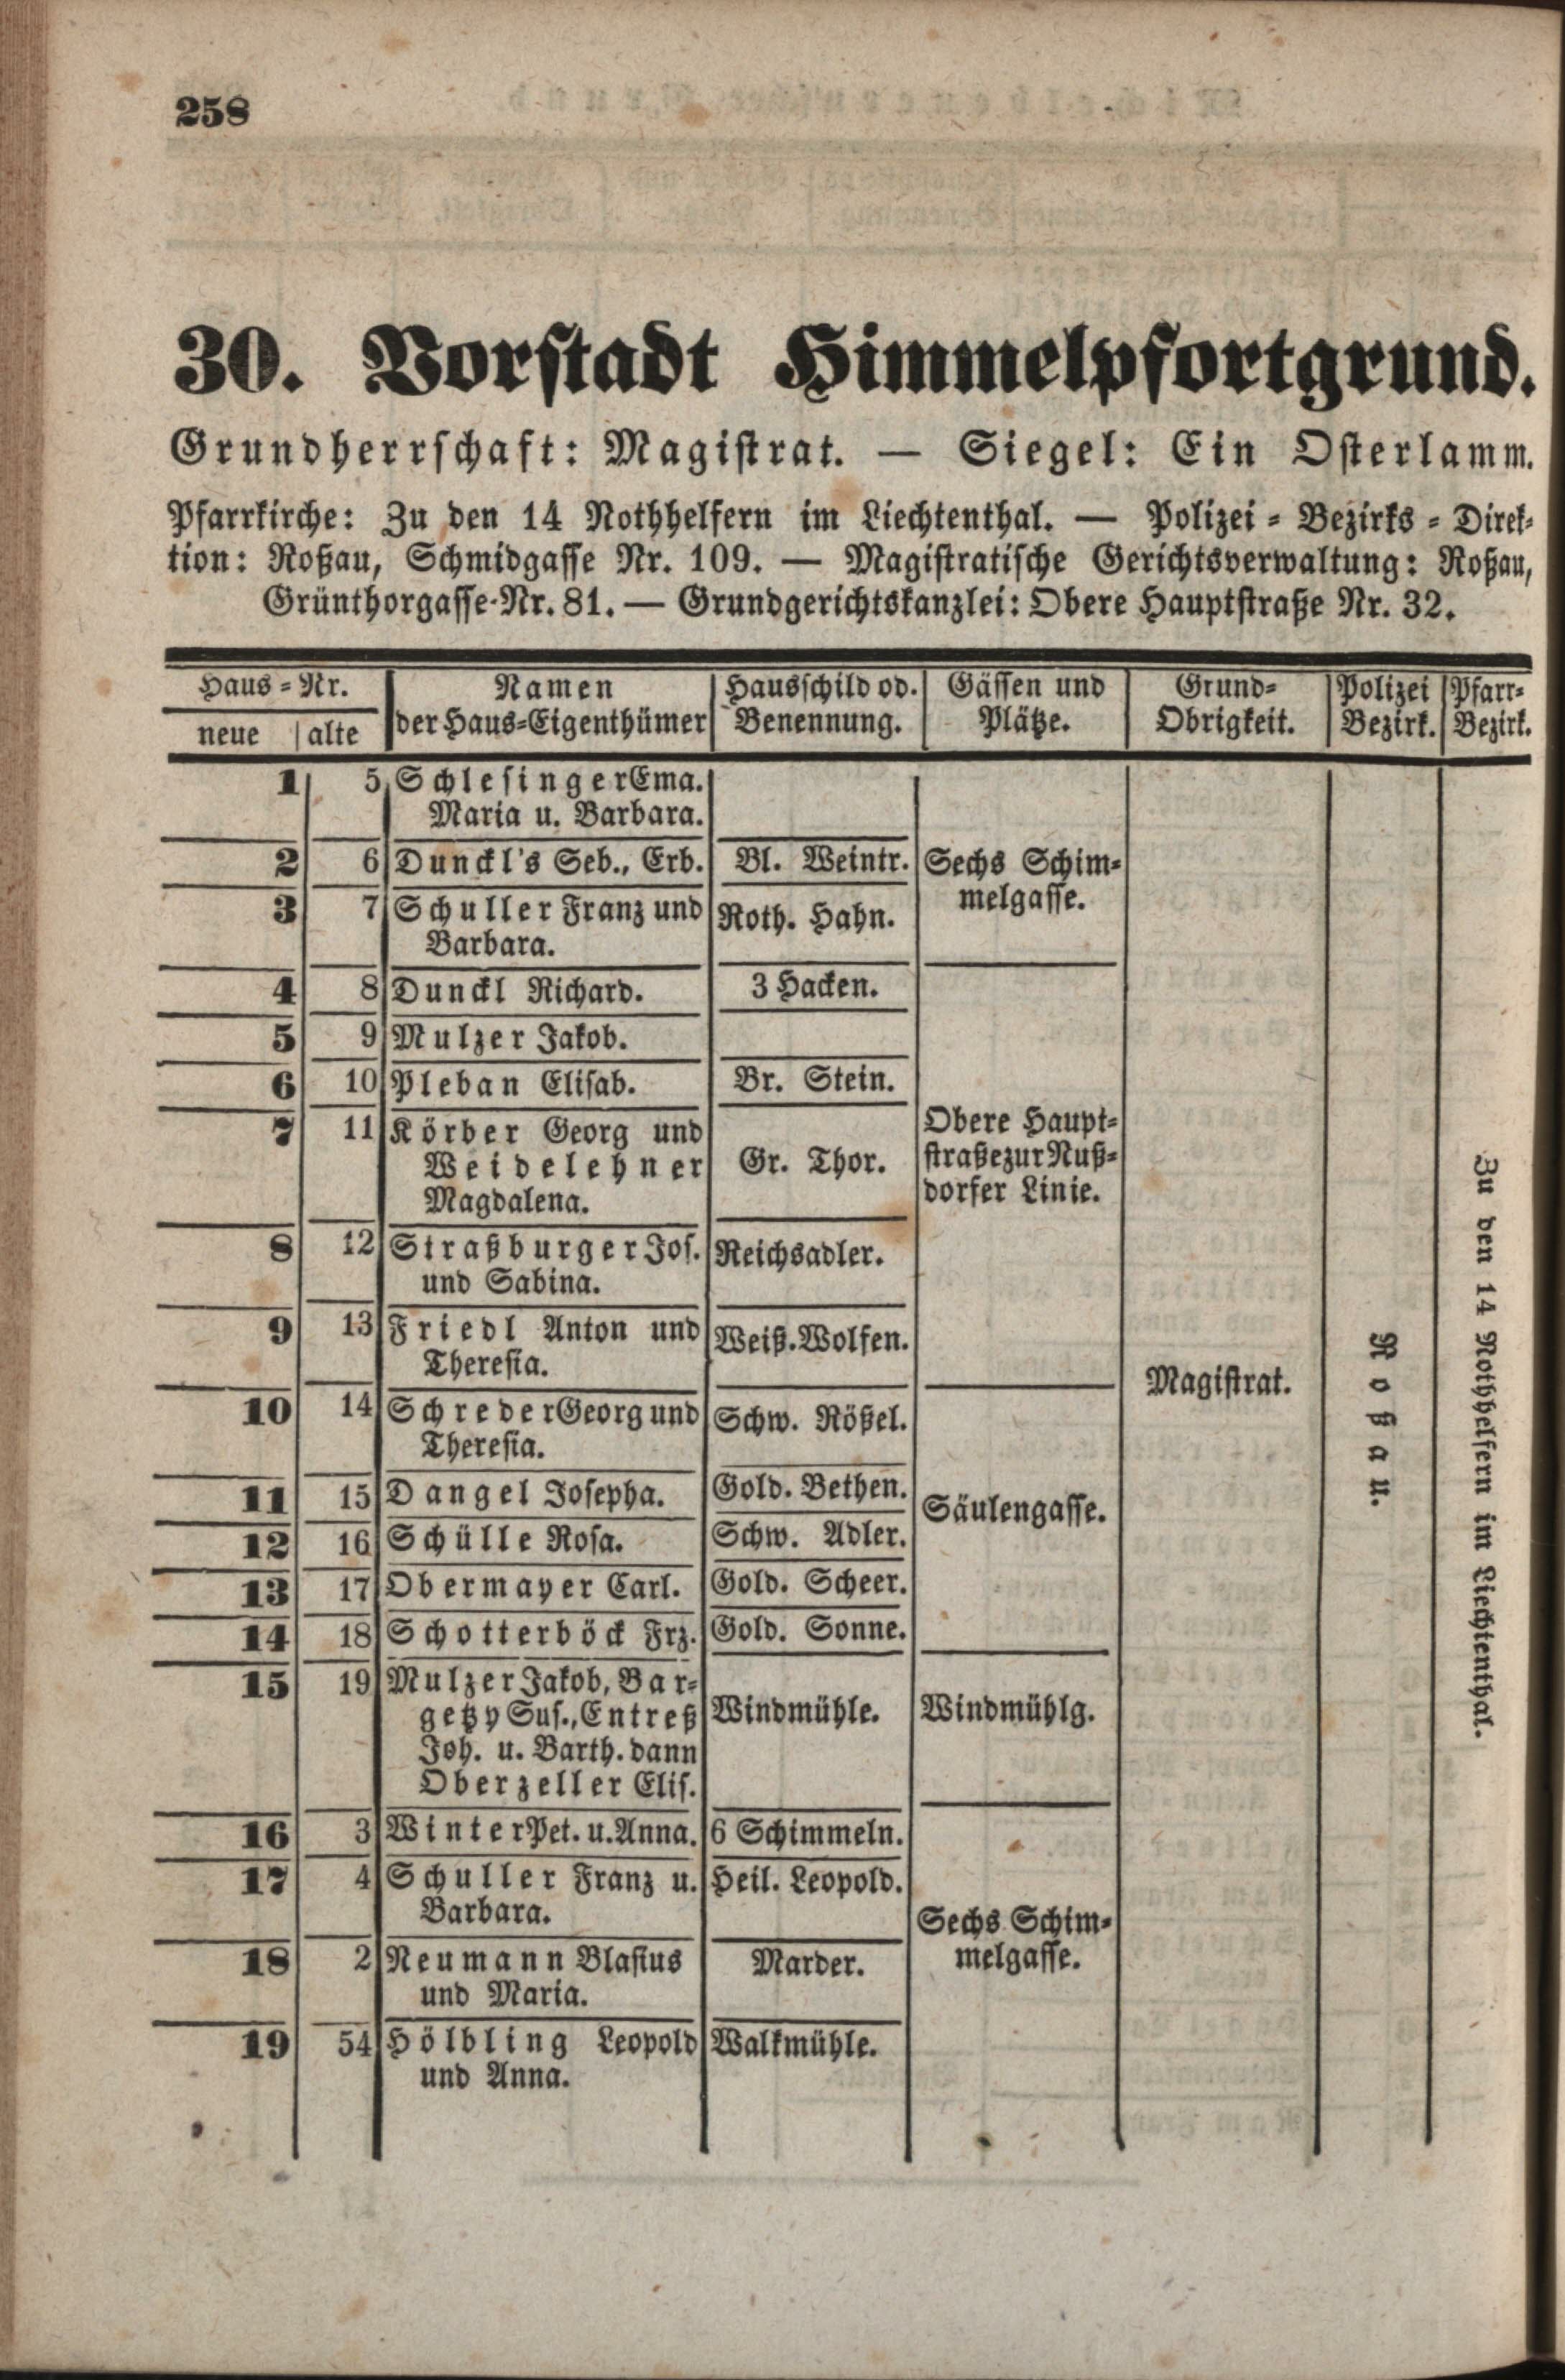 258
30. Vorstadt Himmelpfortgrund.
Grundherrschaft: Magistrat. — Siegel: Ein Osterlamm.
Pfarrkirche: Zu den 14 Nothhelfern im Liechtenthal. — Polizei-Bezirks-Direk-
tion: Roßau, Schmidgasse Nr. 109. — Magistratische Gerichtsverwaltung: Roßau,
Grünthorgasse-Nr. 81. — Grundgerichtskanzlei: Obere Hauptstraße Nr. 32.
Haus-Nr. Namen Hausschild od. Gässen und Grund- Polizei Pfarr-
neue alte der Haus-Eigenthümer Benennung. Plätze. Obrigkeit. Bezirk. Bezirk.
1 5 Schlesinger Ema.
Maria u. Barbara.
2 6 Dunckl's Seb., Erb. Bl. Weintr. Sechs Schim-
melgasse.
3 7 Schuller Franz und Roth. Hahn.
Barbara.
4 8 Dunckl Richard. 3 Hacken.
5 9 Mulzer Jakob.
6 10 Pleban Elisab. Br. Stein.
7 11 Körber Georg und Obere Haupt-
Weidelehner Gr. Thor. straße zur Nuß-
Magdalena. dorfer Linie.
8 12 Straßburger Jos. Reichsadler.
und Sabina.
9 13 Friedl Anton und Weiß. Wolfen.
Theresia.
Magistrat.
Roßau.
Zu den 14 Nothhelfern im Liechtenthal.
10 14 Schreder Georg und Schw. Rößel.
Theresia.
11 15 Dangel Josepha. Gold. Bethen. Säulengasse.
12 16 Schülle Rosa. Schw. Adler.
13 17 Obermayer Carl. Gold. Scheer.
14 18 Schotterböck Frz. Gold. Sonne.
15 19 Mulzer Jakob, Bar-
getzy Sus., Entreß Windmühle. Windmühlg.
Joh. u. Barth. dann
Oberzeller Elis.
16 3 Winter Pet. u. Anna. 6 Schimmeln.
17 4 Schuller Franz u. Heil. Leopold.
Barbara. Sechs Schim-
melgasse.
18 2 Neumann Blasius Marder.
und Maria.
19 54 Hölbling Leopold Walkmühle.
und Anna.